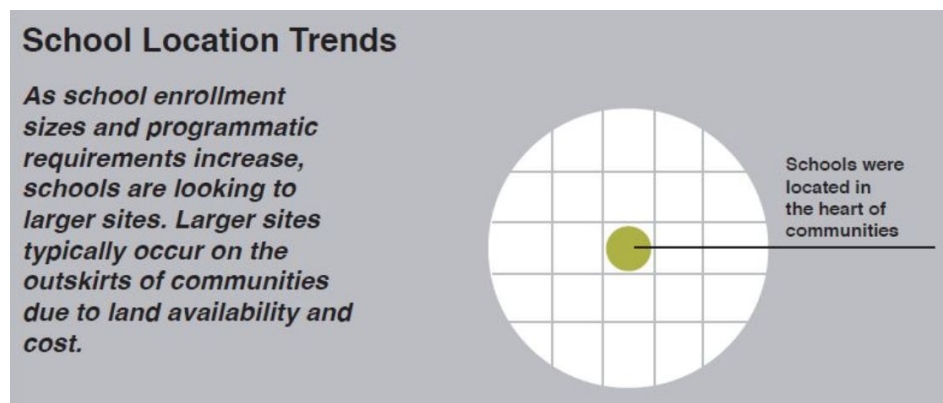 School Location Trends
As school enrollment
sizes and programmatic
requirements increase,
schools are looking to
larger sites. Larger sites
typically occur on the
outskirts of communities
due to land availability and
cost.
Schools were
located in
the heart of
communities